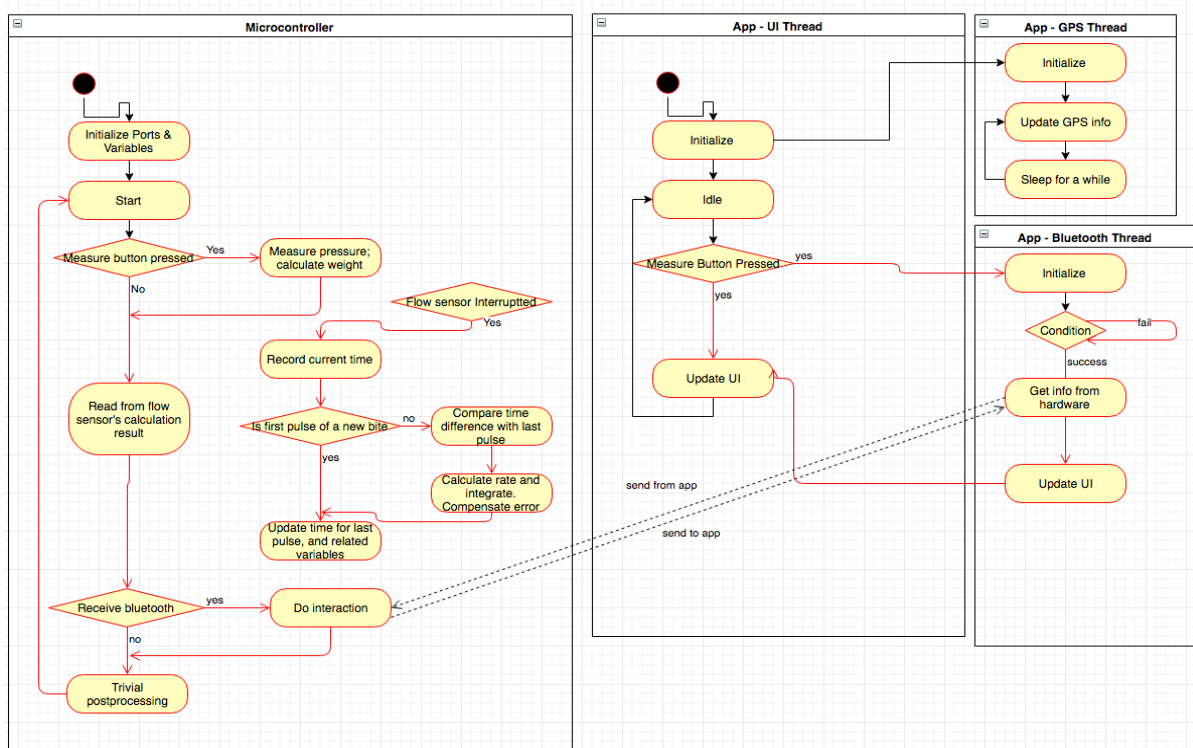 Microcontroller
Initialize Ports &
Variables
Start
Measure button pressed
Yes
No
Measure pressure;
calculate weight
Flow sensor Interruptted
Yes
Record current time
Read from flow
sensor's calculation
result
Is first pulse of a new bite
no
yes
Compare time
difference with last
pulse
Calculate rate and
integrate.
Compensate error
Update time for last
pulse, and related
variables
Receive bluetooth
yes
no
Do interaction
Trivial
postprocessing
App - UI Thread
Initialize
Idle
Measure Button Pressed
yes
yes
Update UI
send from app
send to app
App - GPS Thread
Initialize
Update GPS info
Sleep for a while
App - Bluetooth Thread
Initialize
Condition
fail
success
Get info from
hardware
Update UI